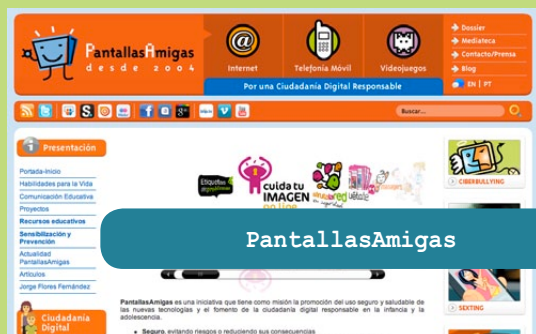 PantallasAmigas
desde 2004
Internet
Telefonía Móvil
Videojuegos
Dossier
Mediateca
Contacto/Prensa
Blog
EN | PT
Por una Ciudadanía Digital Responsable
Buscar...
Presentación
Portada-Inicio
Habilidades para la Vida
Comunicación Educativa
Proyectos
Recursos educativos
Sensibilización y
Prevención
Actualidad
PantallasAmigas
Artículos
Jorge Flores Fernández
Ciudadanía
Digital
cuida tu
IMAGEN
on line
CIBERBULLYING
PantallasAmigas
SEXTING
PantallasAmigas es una iniciativa que tiene como misión la promoción del uso seguro y saludable de
las nuevas tecnologías y el fomento de la ciudadanía digital responsable en la infancia y la
adolescencia.
Seguro, evitando riesgos o reduciendo sus consecuencias